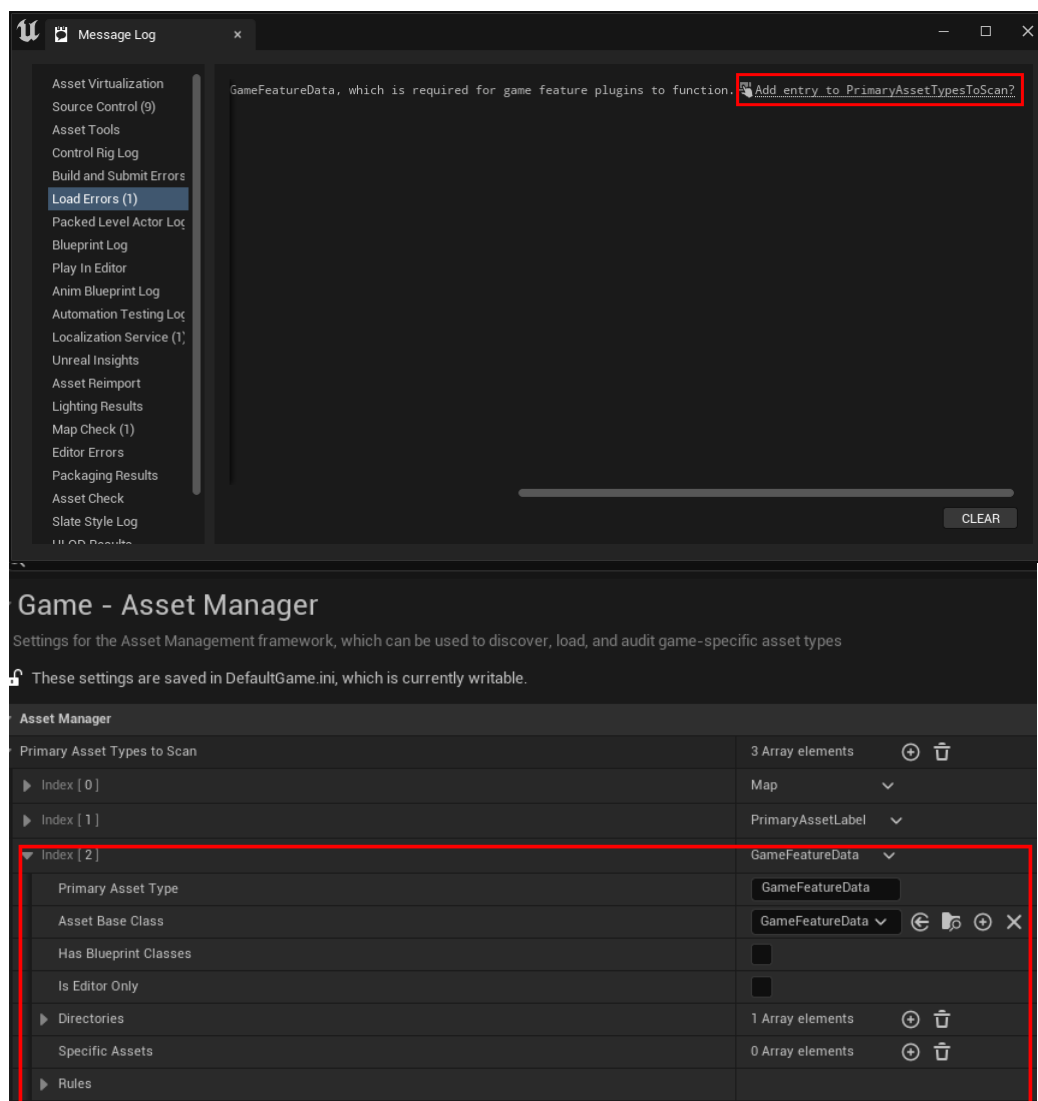 Message Log
Asset Virtualization
Source Control (9)
Asset Tools
Control Rig Log
Build and Submit Errors
Load Errors (1)
Packed Level Actor Log
Blueprint Log
Play In Editor
Anim Blueprint Log
Automation Testing Log
Localization Service (1)
Unreal Insights
Asset Reimport
Lighting Results
Map Check (1)
Editor Errors
Packaging Results
Asset Check
Slate Style Log
GameFeatureData, which is required for game feature plugins to function. Add entry to PrimaryAssetTypesToScan?
CLEAR
Game - Asset Manager
Settings for the Asset Management framework, which can be used to discover, load, and audit game-specific asset types
These settings are saved in DefaultGame.ini, which is currently writable.
Asset Manager
Primary Asset Types to Scan 3 Array elements
Index [ 0 ] Map
Index [ 1 ] PrimaryAssetLabel
Index [ 2 ] GameFeatureData
Primary Asset Type GameFeatureData
Asset Base Class GameFeatureData
Has Blueprint Classes
Is Editor Only
Directories 1 Array elements
Specific Assets 0 Array elements
Rules